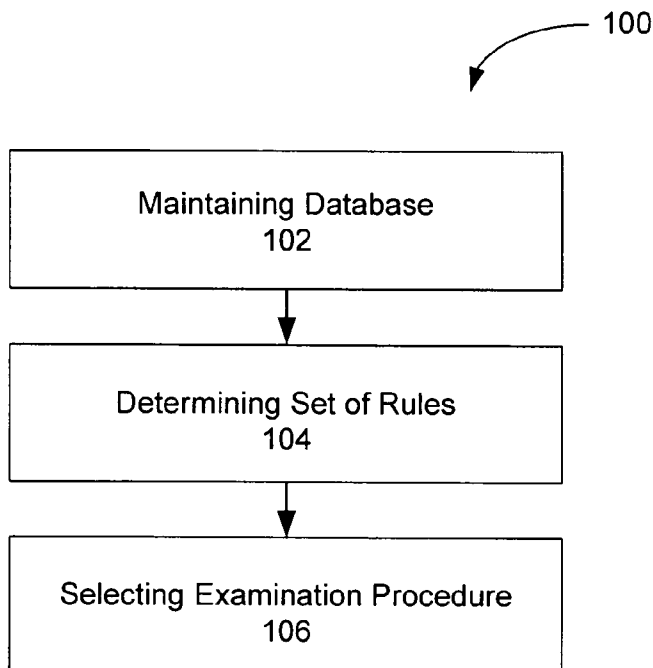 100
Maintaining Database
102
Determining Set of Rules
104
Selecting Examination Procedure
106